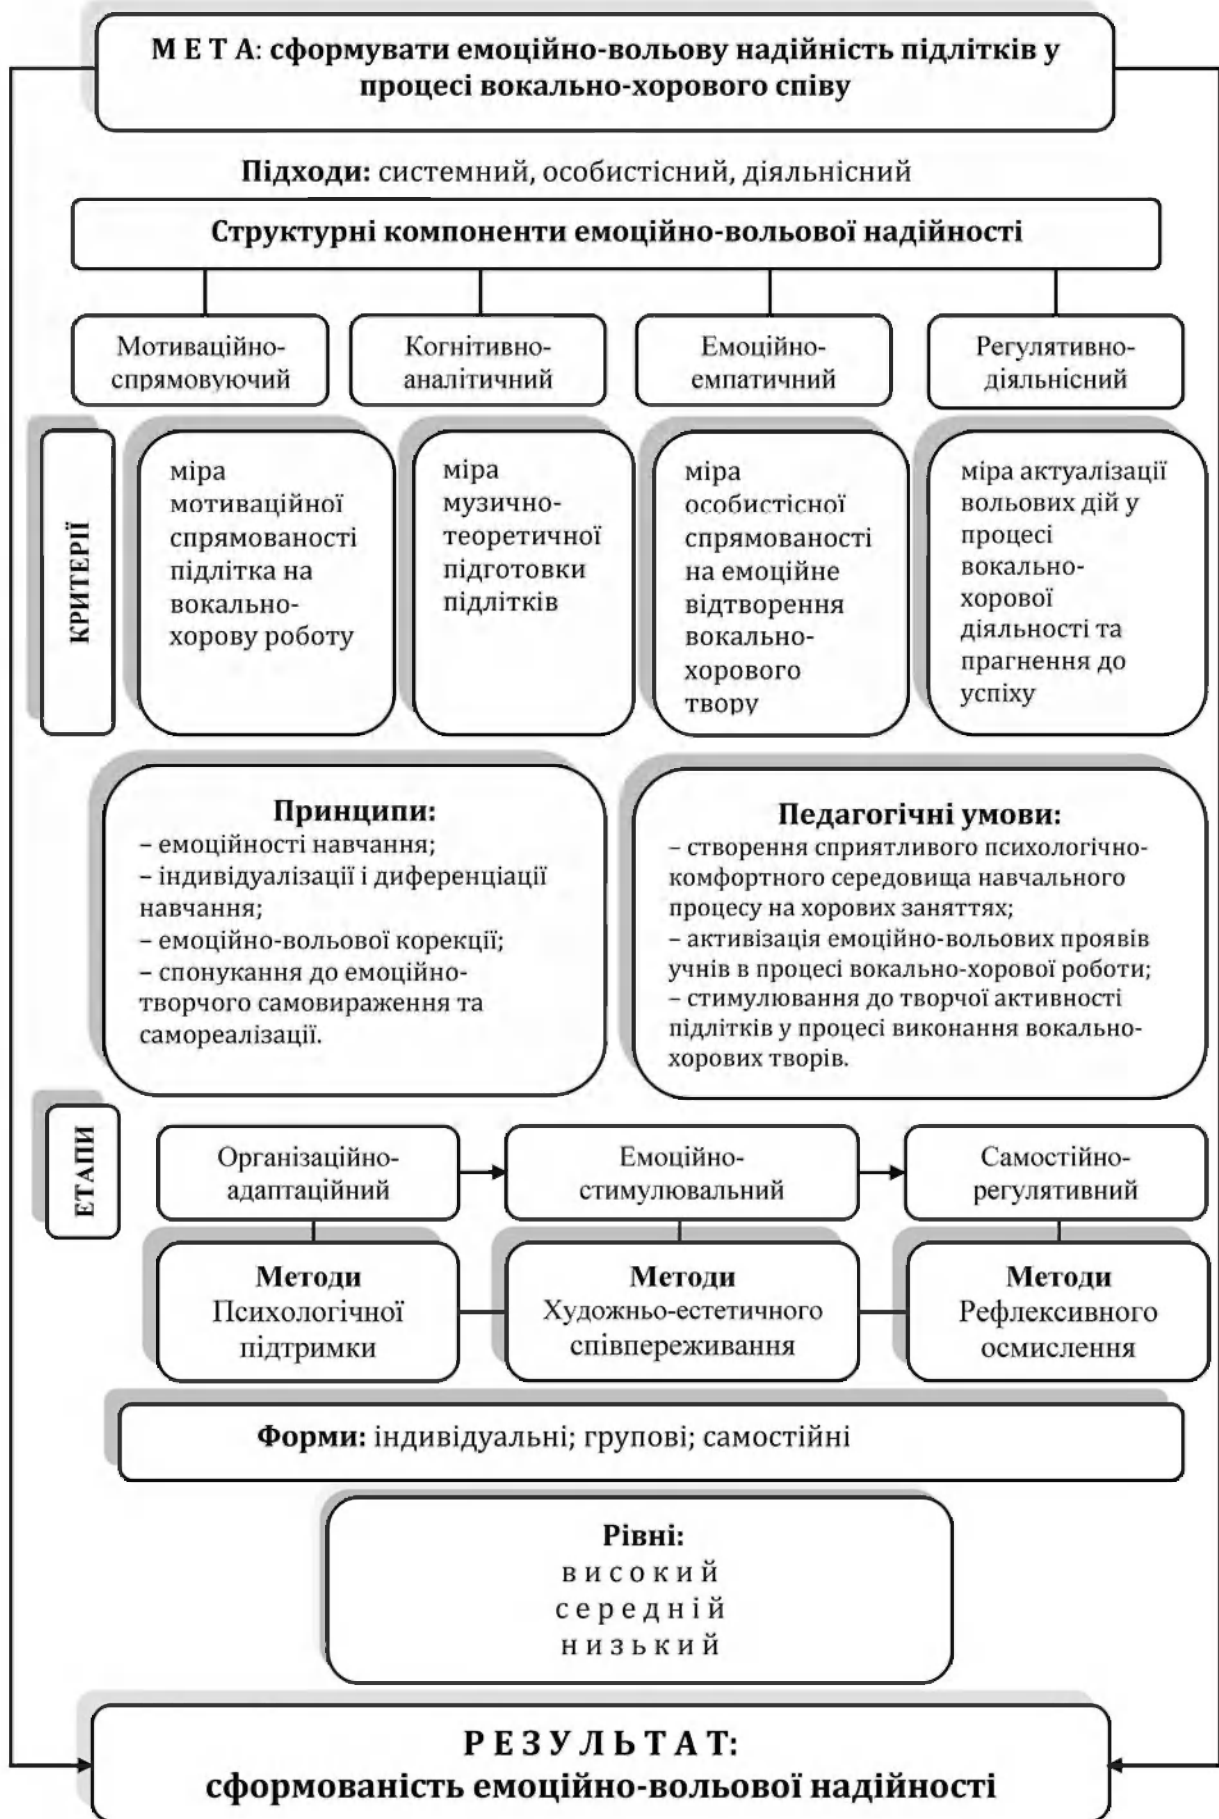 М Е Т А: сформувати емоційно-вольову надійність підлітків у
процесі вокально-хорового співу
Підходи: системний, особистісний, діяльнісний
Структурні компоненти емоційно-вольової надійності
Мотиваційно-
спрямовуючий
Когнітивно-
аналітичний
Емоційно-
емпатичний
Регулятивно-
діяльнісний
КРИТЕРІЇ
міра
мотиваційної
спрямованості
підлітка на
вокально-
хорову роботу
міра
музично-
теоретичної
підготовки
підлітків
міра
особистісної
спрямованості
на емоційне
відтворення
вокально-
хорового
твору
міра актуалізації
вольових дій у
процесі
вокально-
хорової
діяльності та
прагнення до
успіху
Принципи:
– емоційності навчання;
– індивідуалізації і диференціації
навчання;
– емоційно-вольової корекції;
– спонукання до емоційно-
творчого самовираження та
самореалізації.
Педагогічні умови:
– створення сприятливого психологічно-
комфортного середовища навчального
процесу на хорових заняттях;
– активізація емоційно-вольових проявів
учнів в процесі вокально-хорової роботи;
– стимулювання до творчої активності
підлітків у процесі виконання вокально-
хорових творів.
ЕТАПИ
Організаційно-
адаптаційний
Емоційно-
стимулювальний
Самостійно-
регулятивний
Методи
Психологічної
підтримки
Методи
Художньо-естетичного
співпереживання
Методи
Рефлексивного
осмислення
Форми: індивідуальні; групові; самостійні
Рівні:
в и с о к и й
с е р е д н і й
н и з ь к и й
Р Е З У Л Ь Т А Т:
сформованість емоційно-вольової надійності